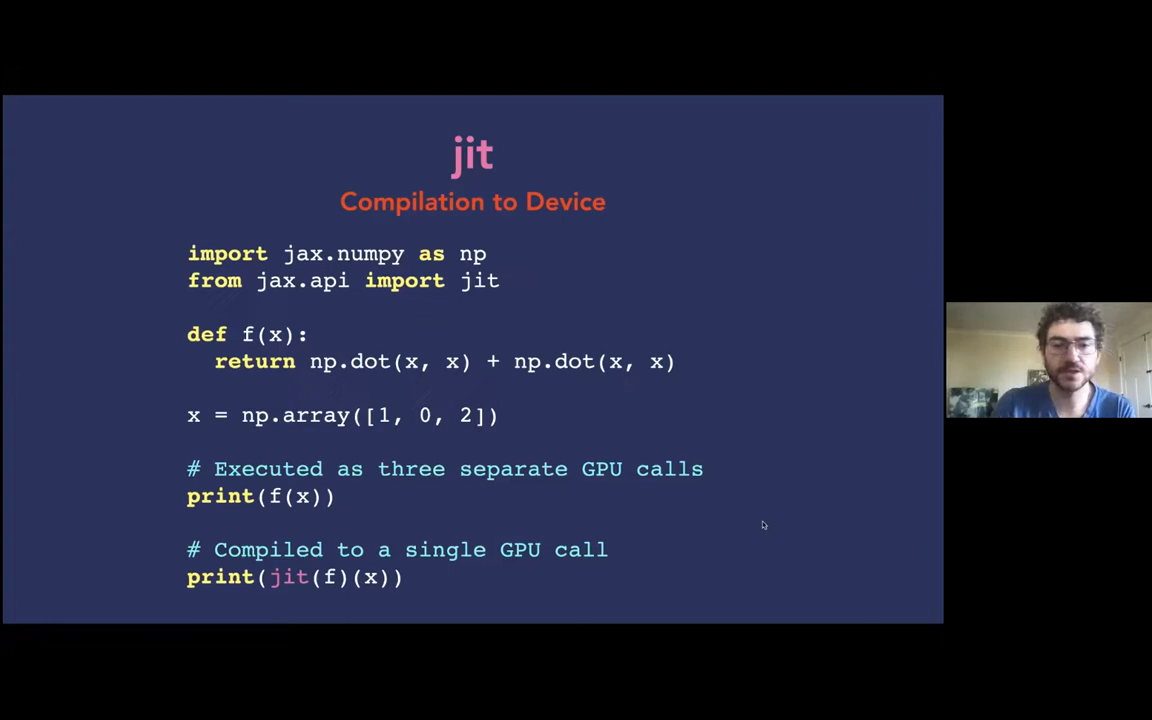 jit
Compilation to Device
import jax.numpy as np
from jax.api import jit
def f(x):
return np.dot(x, x) + np.dot(x, x)
x = np.array([1, 0, 2])
# Executed as three separate GPU calls
print(f(x))
# Compiled to a single GPU call
print(jit(f)(x))